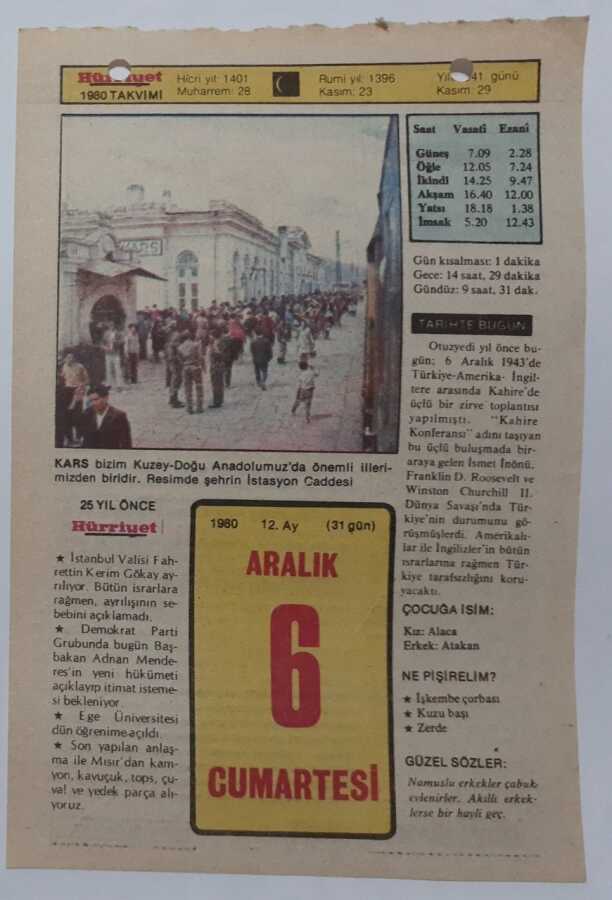 Hürriyet
1980 TAKVİMİ
Hicri yıl: 1401
Muharrem: 28
Rumi yıl: 1396
Kasım: 23
41. günü
Kasım: 29
KARS
KARS bizim Kuzey-Doğu Anadolumuz'da önemli illeri-
mizden biridir. Resimde şehrin İstasyon Caddesi
25 YIL ÖNCE
Hürriyet
★ İstanbul Valisi Fah-
rettin Kerim Gökay ay-
rılıyor. Bütün israrlara
rağmen, ayrılışının se-
bebini açıklamadı.
★ Demokrat Parti
Grubunda bugün Baş-
bakan Adnan Mende-
res'in yeni hükümeti
açıklayıp itimat isteme-
si bekleniyor.
★ Ege Üniversitesi
dün öğrenime açıldı.
★ Son yapılan anlaş-
ma ile Mısır'dan kam-
yon, kavuçuk, tops, çu-
val ve yedek parça alı-
yoruz.
1980 12. Ay (31 gün)
ARALIK
6
CUMARTESİ
Saat Vasatî Ezanî
Güneş 7.09 2.28
Öğle 12.05 7.24
İkindi 14.25 9.47
Akşam 16.40 12.00
Yatsı 18.18 1.38
İmsak 5.20 12.43
Gün kısalması: 1 dakika
Gece: 14 saat, 29 dakika
Gündüz: 9 saat, 31 dak.
TARİHTE BUGÜN
Otuzyedi yıl önce bu-
gün; 6 Aralık 1943'de
Türkiye-Amerika- İngil-
tere arasında Kahire'de
üçlü bir zirve toplantısı
yapılmıştı. "Kahire
Konferansı" adını taşıyan
bu üçlü buluşmada bir-
araya gelen İsmet İnönü,
Franklin D. Roosevelt ve
Winston Churchill II.
Dünya Savaşı'nda Tür-
kiye'nin durumunu gö-
rüşmüşlerdi. Amerikalı-
lar ile İngilizler'in bütün
ısrarlarına rağmen Tür-
kiye tarafsızlığını koru-
yacaktı.
ÇOCUĞA İSİM:
Kız: Alaca
Erkek: Atakan
NE PİŞİRELİM?
★ İşkembe çorbası
★ Kuzu başı
★ Zerde
GÜZEL SÖZLER:
Namuslu erkekler çabuk
evlenirler. Akıllı erkek-
lerse bir hayli geç.